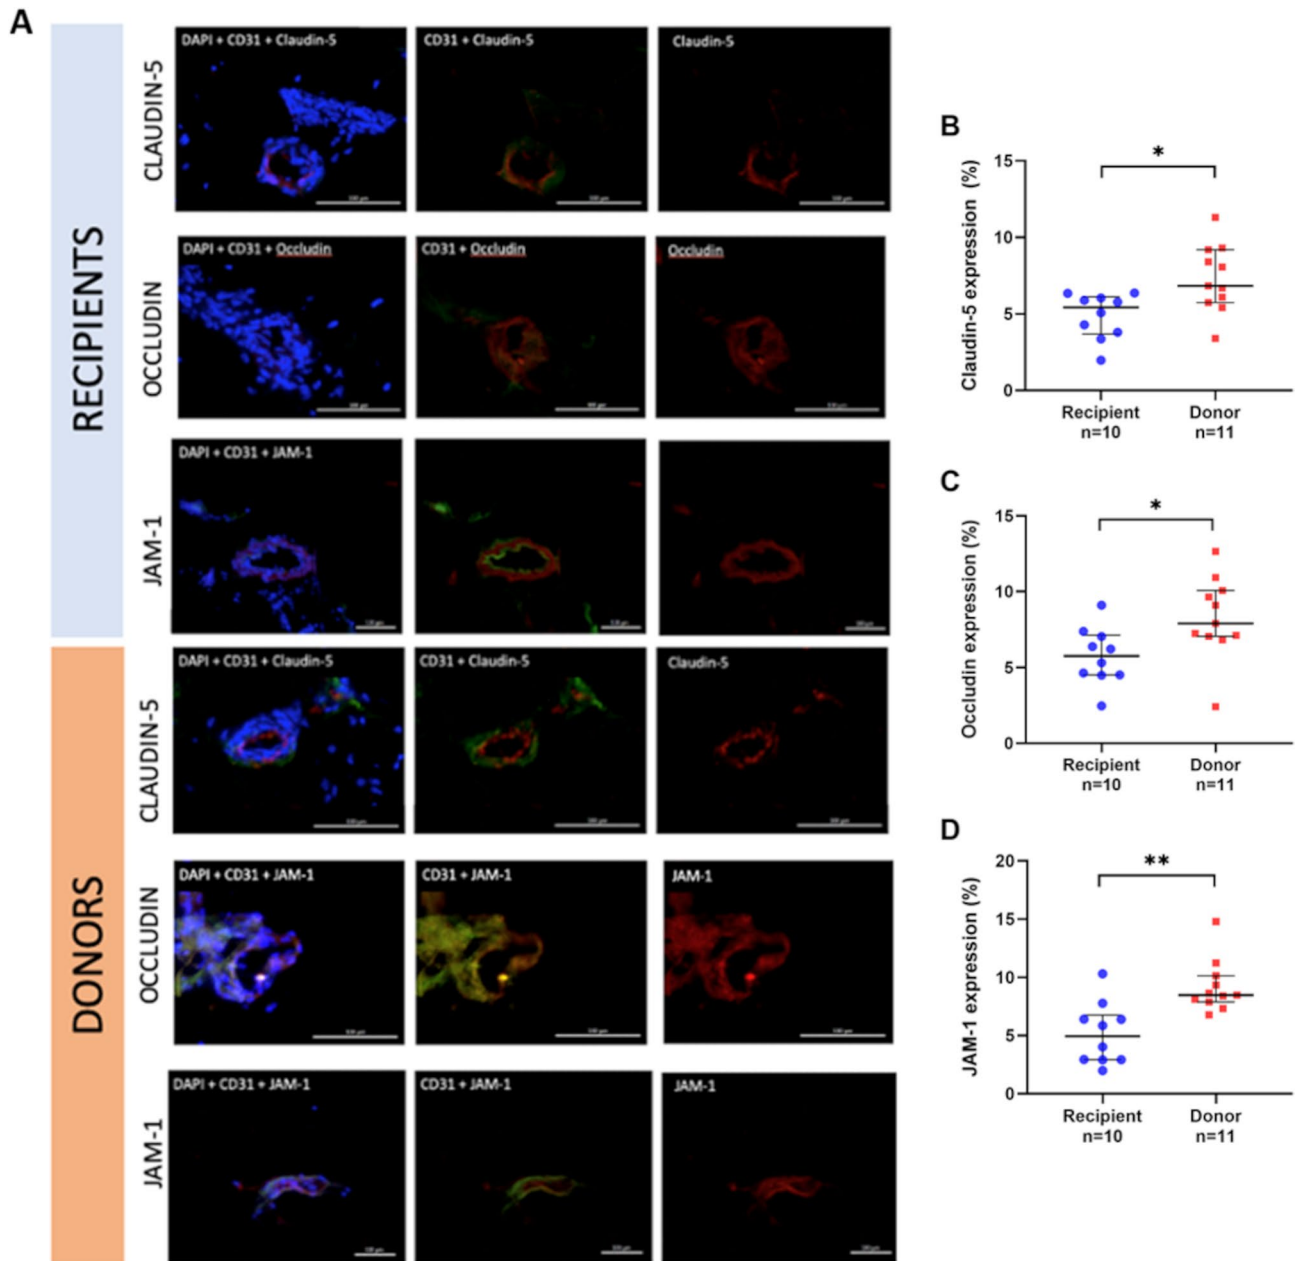 A
RECIPIENTS
CLAUDIN-5
DAPI + CD31 + Claudin-5
CD31 + Claudin-5
Claudin-5
OCCLUDIN
DAPI + CD31 + Occludin
CD31 + Occludin
Occludin
JAM-1
DAPI + CD31 + JAM-1
DONORS
CLAUDIN-5
DAPI + CD31 + Claudin-5
CD31 + Claudin-5
Claudin-5
OCCLUDIN
DAPI + CD31 + JAM-1
CD31 + JAM-1
JAM-1
JAM-1
DAPI + CD31 + JAM-1
CD31 + JAM-1
JAM-1
B
Claudin-5 expression (%)
15
10
5
0
*
Recipient
n=10
Donor
n=11
C
Occludin expression (%)
15
10
5
0
*
Recipient
n=10
Donor
n=11
D
JAM-1 expression (%)
20
15
10
5
0
**
Recipient
n=10
Donor
n=11